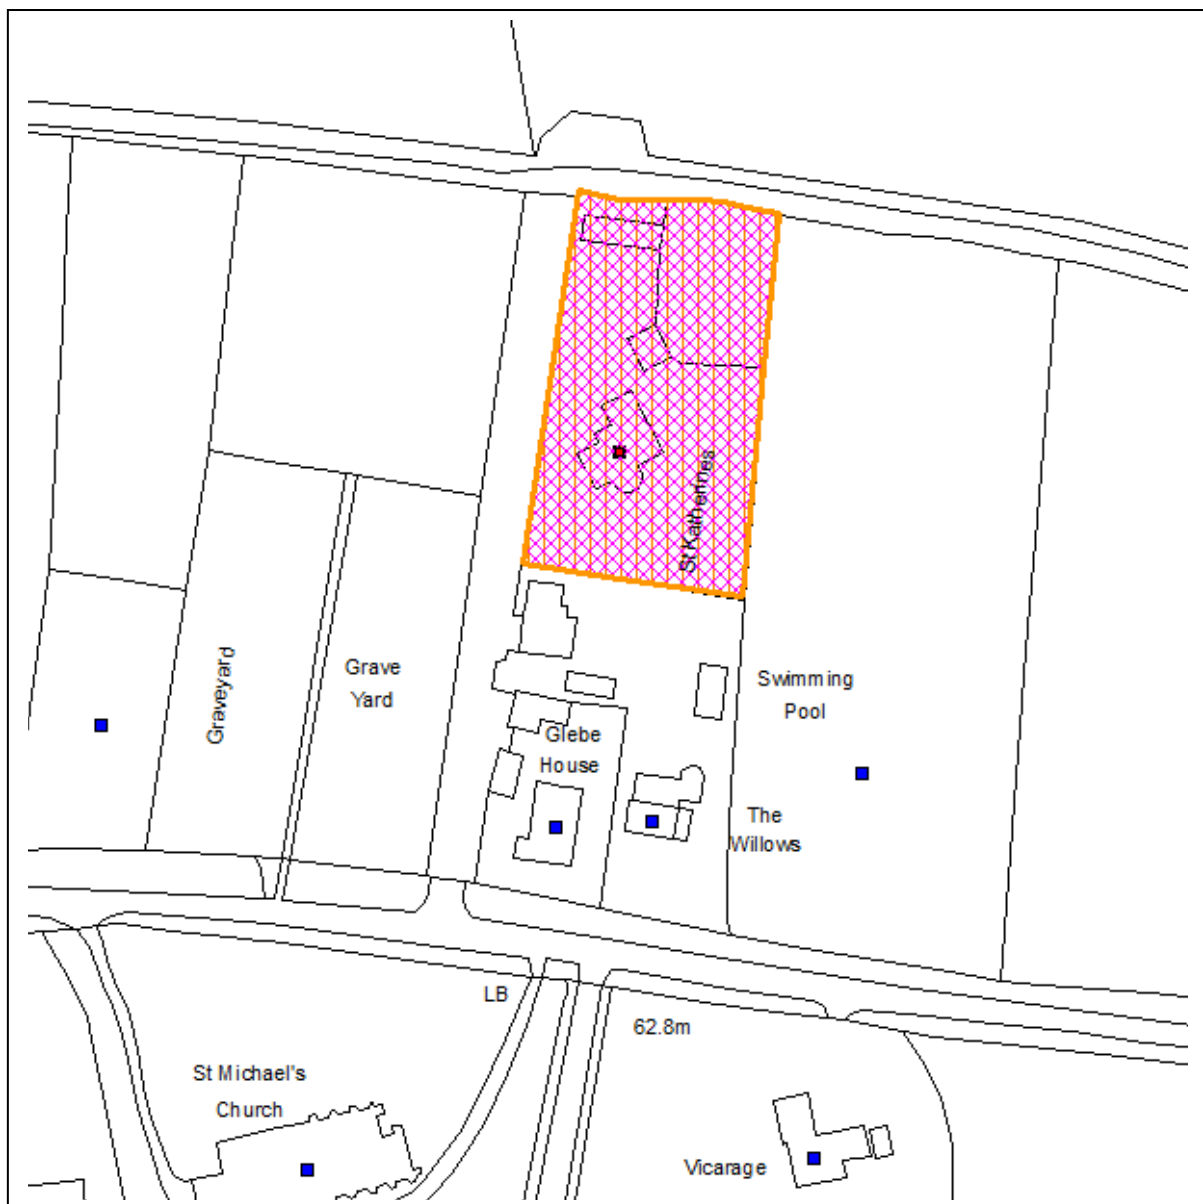 St Katherines
Grave
Yard
Graveyard
Swimming
Pool
Glebe
House
The
Willows
LB
62.8m
St Michael's
Church
Vicarage